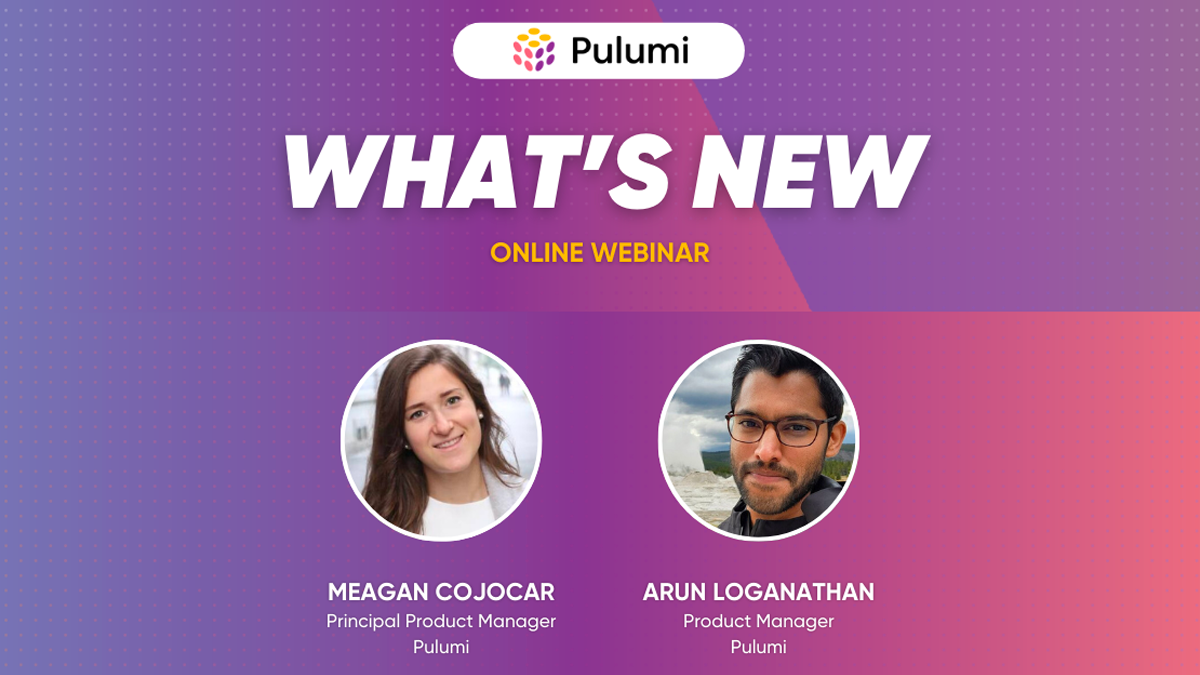 Pulumi
WHAT'S NEW
ONLINE WEBINAR
MEAGAN COJOCAR
Principal Product Manager
Pulumi
ARUN LOGANATHAN
Product Manager
Pulumi